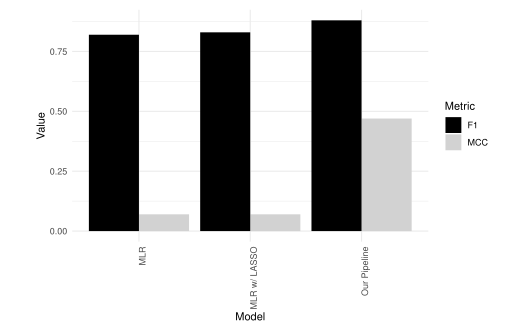 0.75
0.50
0.25
0.00
Value
MLR
MLR w/ LASSO
Our Pipeline
Model
Metric
F1
MCC